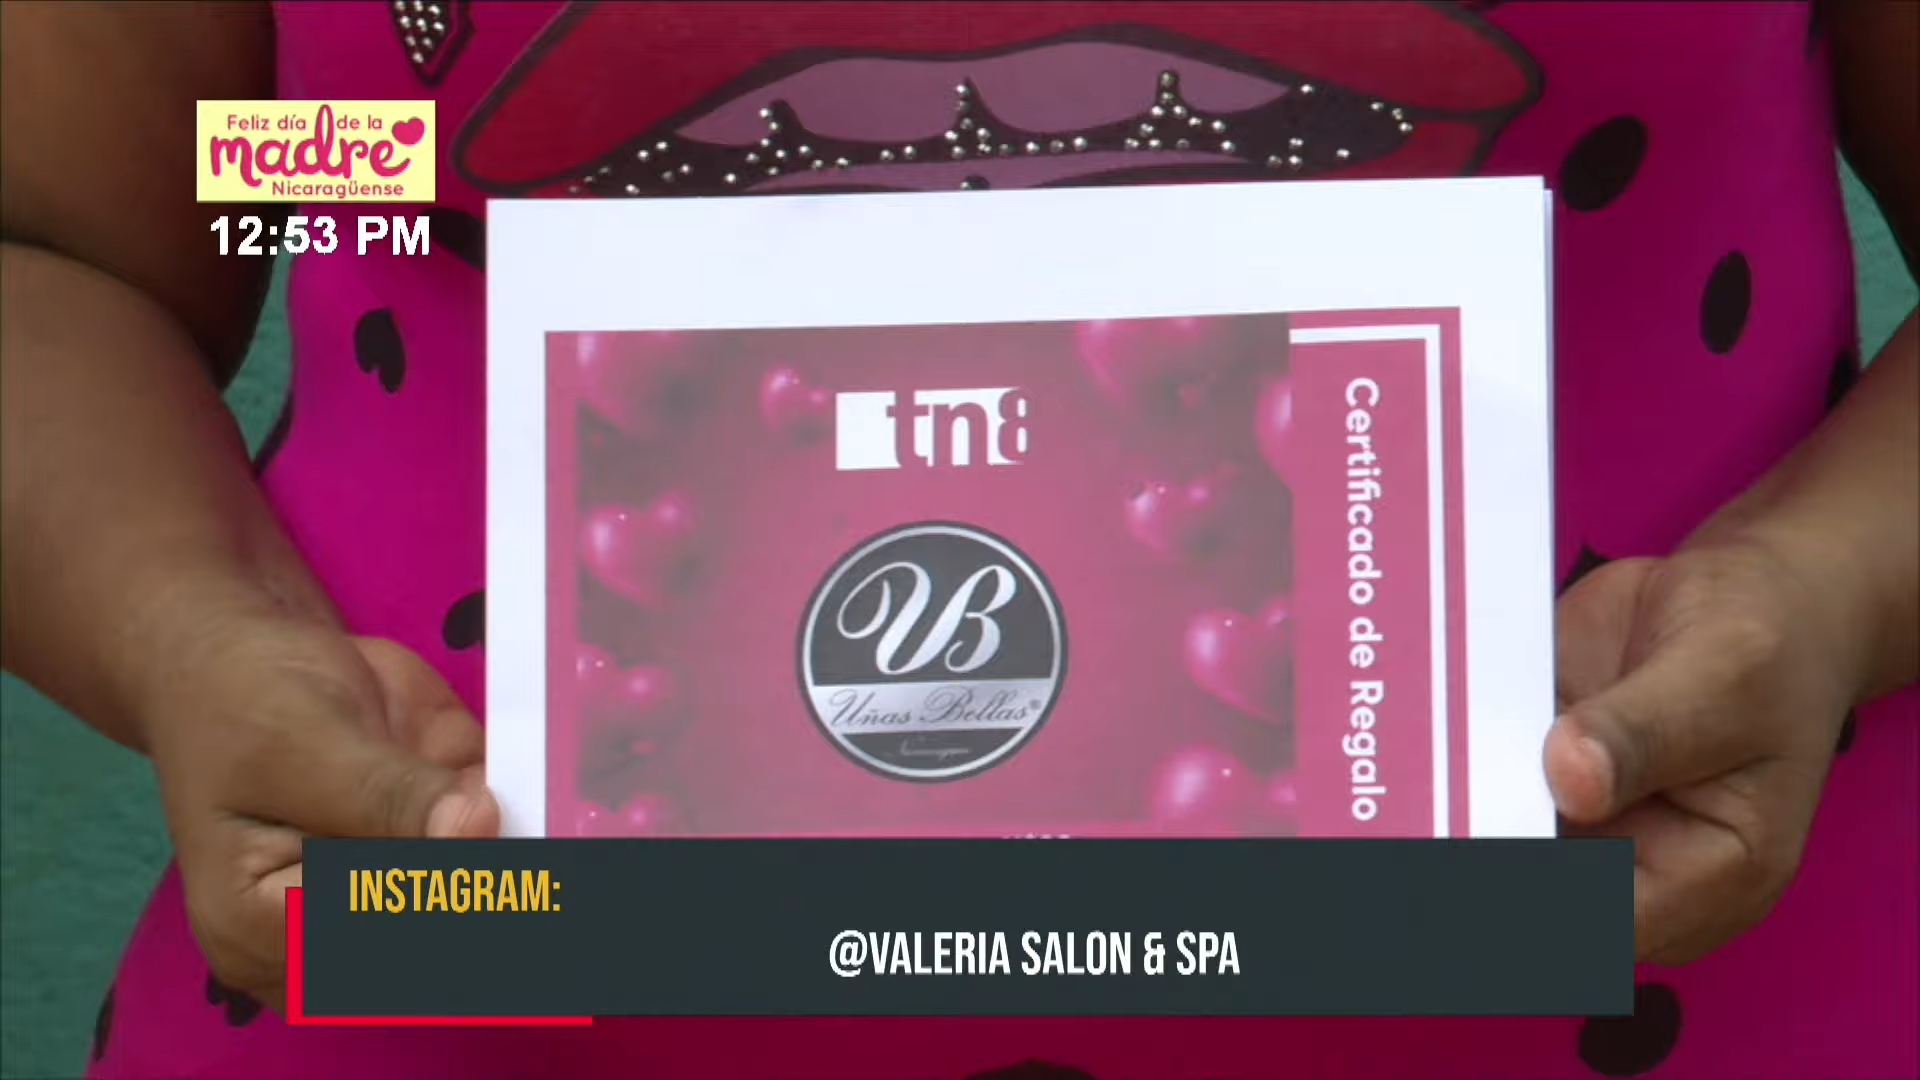 Feliz día de la
madre
Nicaragüense
12:53 PM
tn8
Certificado de Regalo
UB
Uñas Bellas®
INSTAGRAM:
@VALERIA SALON & SPA